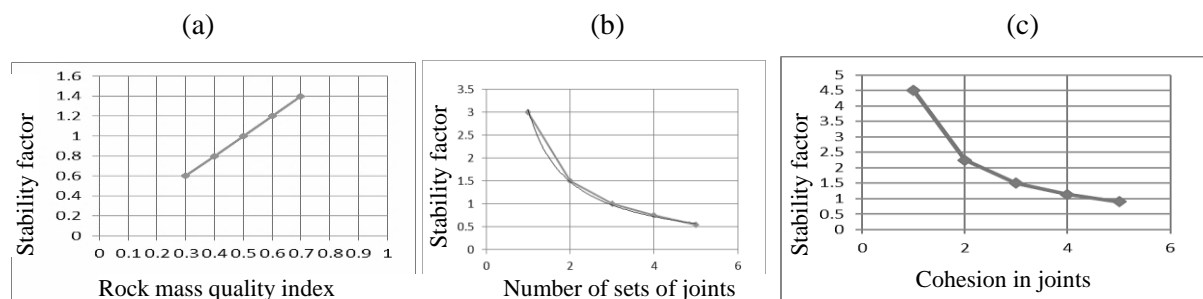 (a)
Stability factor
1.6
1.4
1.2
1
0.8
0.6
0.4
0.2
0
0 0.1 0.2 0.3 0.4 0.5 0.6 0.7 0.8 0.9 1
Rock mass quality index
(b)
Stability factor
3.5
3
2.5
2
1.5
1
0.5
0
0 2 4 6
Number of sets of joints
(c)
Stability factor
5
4.5
4
3.5
3
2.5
2
1.5
1
0.5
0
0 2 4 6
Cohesion in joints